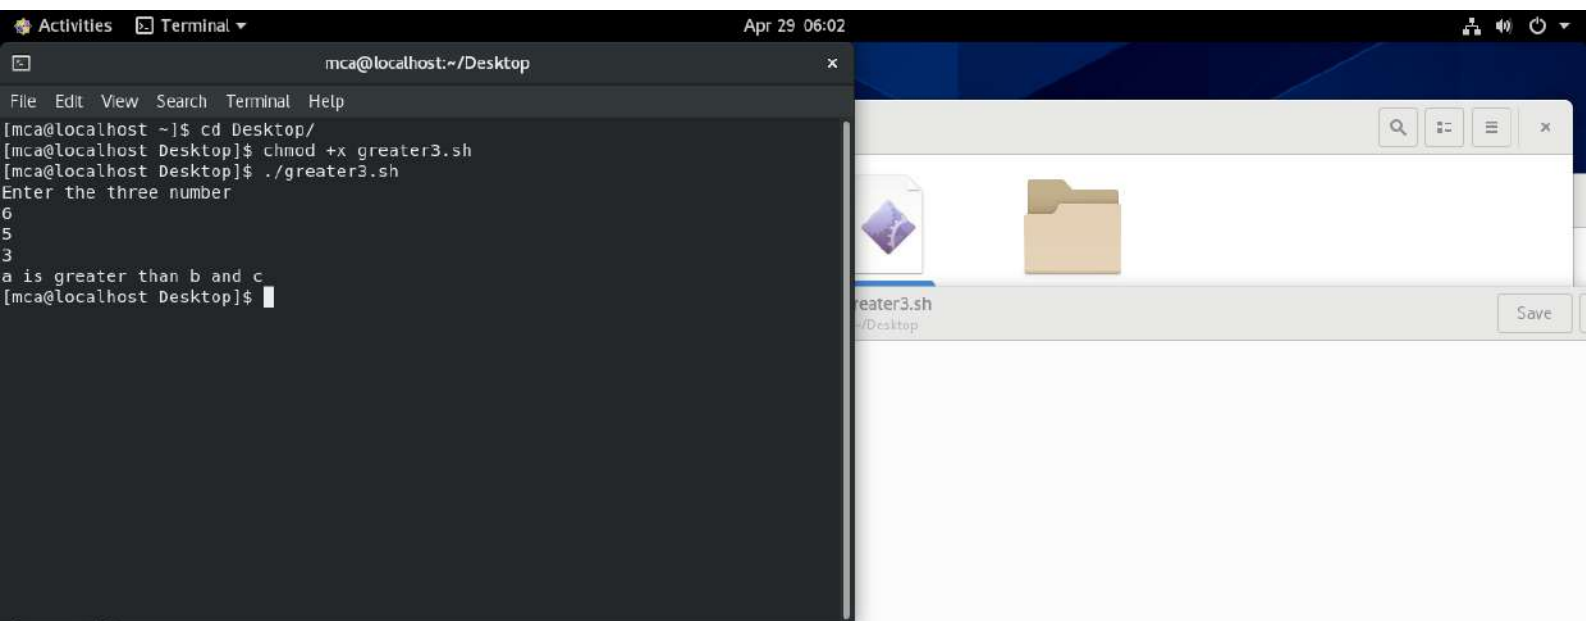 Activities Terminal Apr 29 06:02
mca@localhost:~/Desktop
File Edit View Search Terminal Help
[mca@localhost ~]$ cd Desktop/
[mca@localhost Desktop]$ chmod +x greater3.sh
[mca@localhost Desktop]$ ./greater3.sh
Enter the three number
6
5
3
a is greater than b and c
[mca@localhost Desktop]$
reater3.sh
~/Desktop
Save